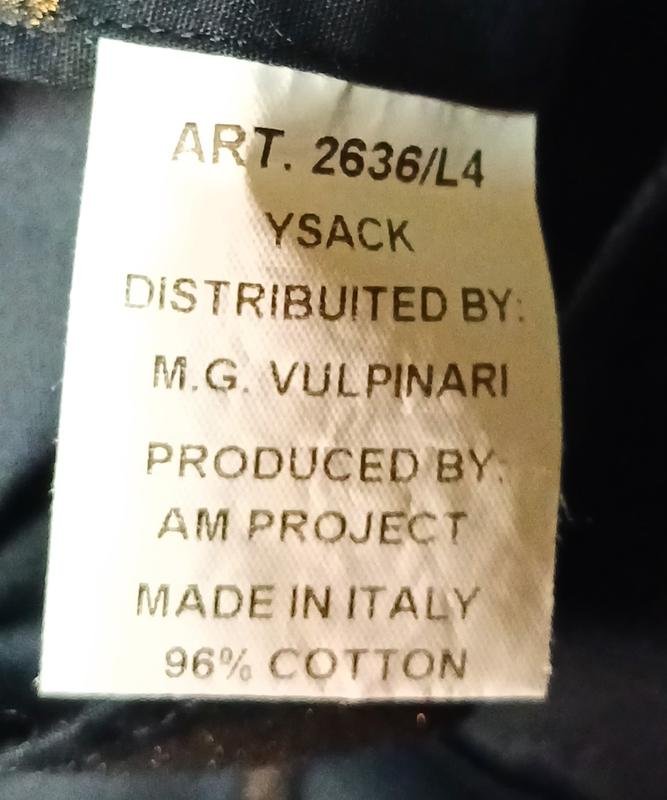 ART. 2636/L4
YSACK
DISTRIBUITED BY:
M.G. VULPINARI
PRODUCED BY:
AM PROJECT
MADE IN ITALY
96% COTTON